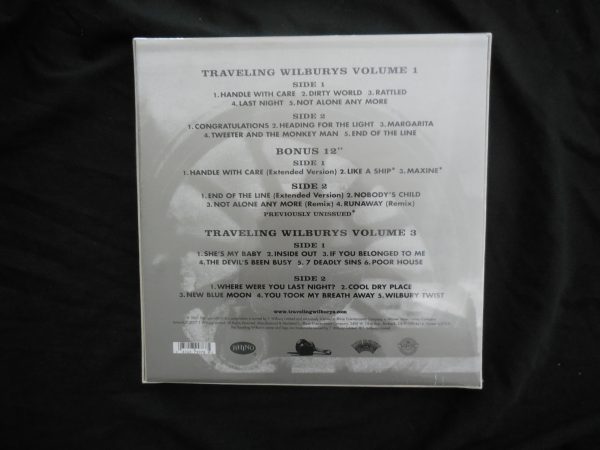 TRAVELING WILBURYS VOLUME 1
SIDE 1
1. HANDLE WITH CARE 2. DIRTY WORLD 3. RATTLED
4. LAST NIGHT 5. NOT ALONE ANY MORE
SIDE 2
1. CONGRATULATIONS 2. HEADING FOR THE LIGHT 3. MARGARITA
4. TWEETER AND THE MONKEY MAN 5. END OF THE LINE
BONUS 12"
SIDE 1
1. HANDLE WITH CARE (Extended Version) 2. LIKE A SHIP* 3. MAXINE*
SIDE 2
1. END OF THE LINE (Extended Version) 2. NOBODY'S CHILD
3. NOT ALONE ANY MORE (Remix) 4. RUNAWAY (Remix)
PREVIOUSLY UNISSUED*
TRAVELING WILBURYS VOLUME 3
SIDE 1
1. SHE'S MY BABY 2. INSIDE OUT 3. IF YOU BELONGED TO ME
4. THE DEVIL'S BEEN BUSY 5. 7 DEADLY SINS 6. POOR HOUSE
SIDE 2
1. WHERE WERE YOU LAST NIGHT? 2. COOL DRY PLACE
3. NEW BLUE MOON 4. YOU TOOK MY BREATH AWAY 5. WILBURY TWIST
www.travelingwilburys.com
RHINO